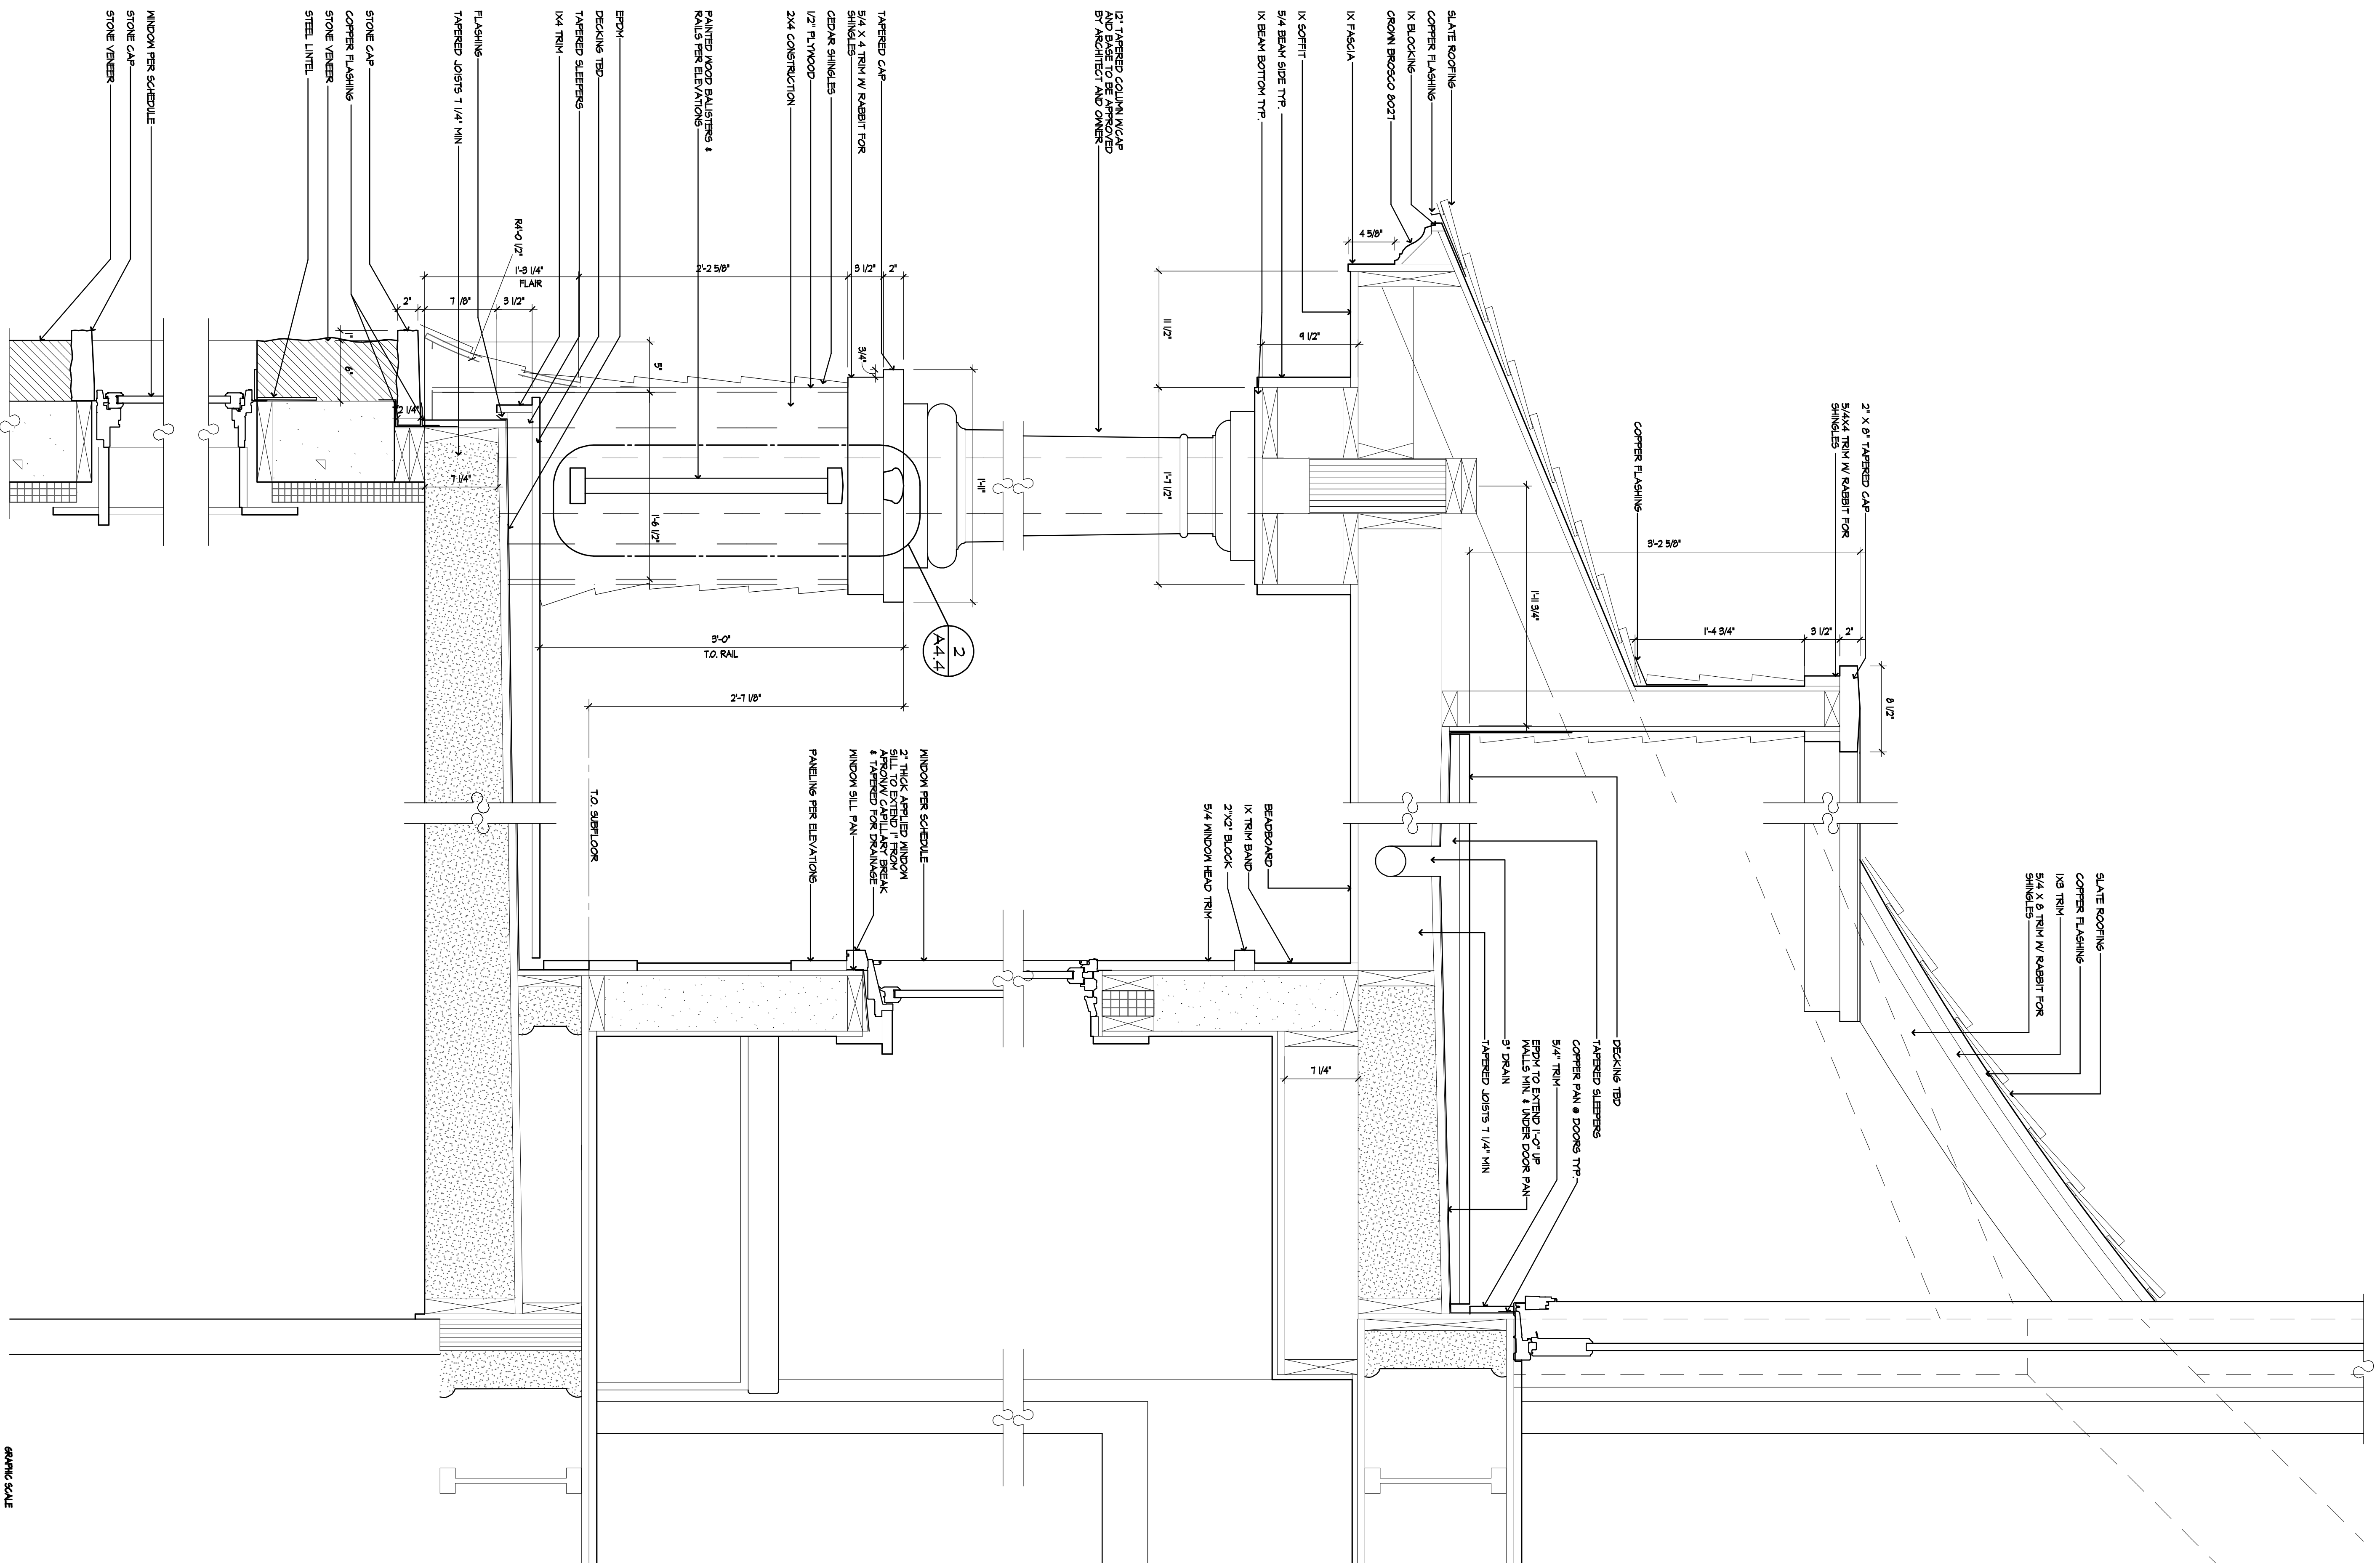 SLATE ROOFING
COPPER FLASHING
1X3 TRIM
5/4 X 8 TRIM W/ RABBIT FOR
SHINGLES
2" X 8" TAPERED CAP
5/4X4 TRIM W/ RABBIT FOR
SHINGLES
COPPER FLASHING
8 1/2"
2"
3 1/2"
1'-4 3/4"
3'-2 5/8"
1'-11 3/4"
SLATE ROOFING
COPPER FLASHING
1X BLOCKING
CROWN BROSCO 8027
1X FASCIA
1X SOFFIT
5/4 BEAM SIDE TYP.
1X BEAM BOTTOM TYP.
4 5/8"
9 1/2"
11 1/2"
1'-7 1/2"
DECKING TBD
TAPERED SLEEPERS
COPPER PAN @ DOORS TYP.
5/4" TRIM
EPDM TO EXTEND 1'-0" UP
WALLS MIN. & UNDER DOOR PAN
3" DRAIN
TAPERED JOISTS 7 1/4" MIN
7 1/4"
BEADBOARD
1X TRIM BAND
2"X2" BLOCK
5/4 WINDOW HEAD TRIM
12" TAPERED COLUMN W/CAP
AND BASE TO BE APPROVED
BY ARCHITECT AND OWNER
1'-11"
2
A4.4
TAPERED CAP
5/4 X 4 TRIM W/ RABBIT FOR
SHINGLES
CEDAR SHINGLES
1/2" PLYWOOD
2X4 CONSTRUCTION
PAINTED WOOD BALISTERS &
RAILS PER ELEVATIONS
EPDM
DECKING TBD
TAPERED SLEEPERS
1X4 TRIM
FLASHING
TAPERED JOISTS 7 1/4" MIN
2"
3 1/2"
3/4"
2'-2 5/8"
5"
1'-6 1/2"
1'-3 1/4"
FLAIR
R4'-0 1/2"
3 1/2"
7 1/8"
2"
3'-0"
T.O. RAIL
2'-7 1/8"
T.O. SUBFLOOR
WINDOW PER SCHEDULE
2" THICK APPLIED WINDOW
SILL TO EXTEND 1" FROM
APRON,W/ CAPILLARY BREAK
& TAPERED FOR DRAINAGE
WINDOW SILL PAN
PANELING PER ELEVATIONS
7 1/4"
2 1/4"
1"
6"
STONE CAP
COPPER FLASHING
STONE VENEER
STEEL LINTEL
WINDOW PER SCHEDULE
STONE CAP
STONE VENEER
GRAPHIC SCALE